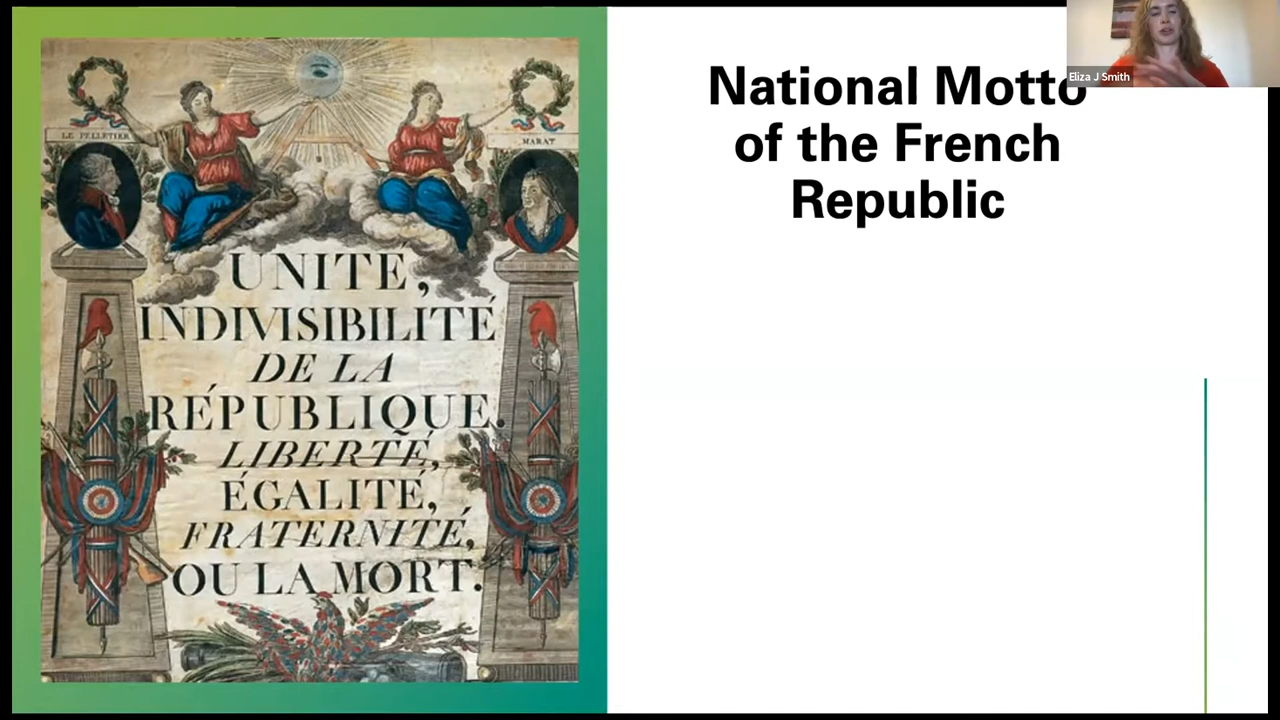 LE PELLETIER
MARAT
UNITE,
INDIVISIBILITÉ
DE LA
RÉPUBLIQUE.
LIBERTÉ,
ÉGALITÉ,
FRATERNITÉ,
OU LA MORT.
National Motto
of the French
Republic
Eliza J Smith